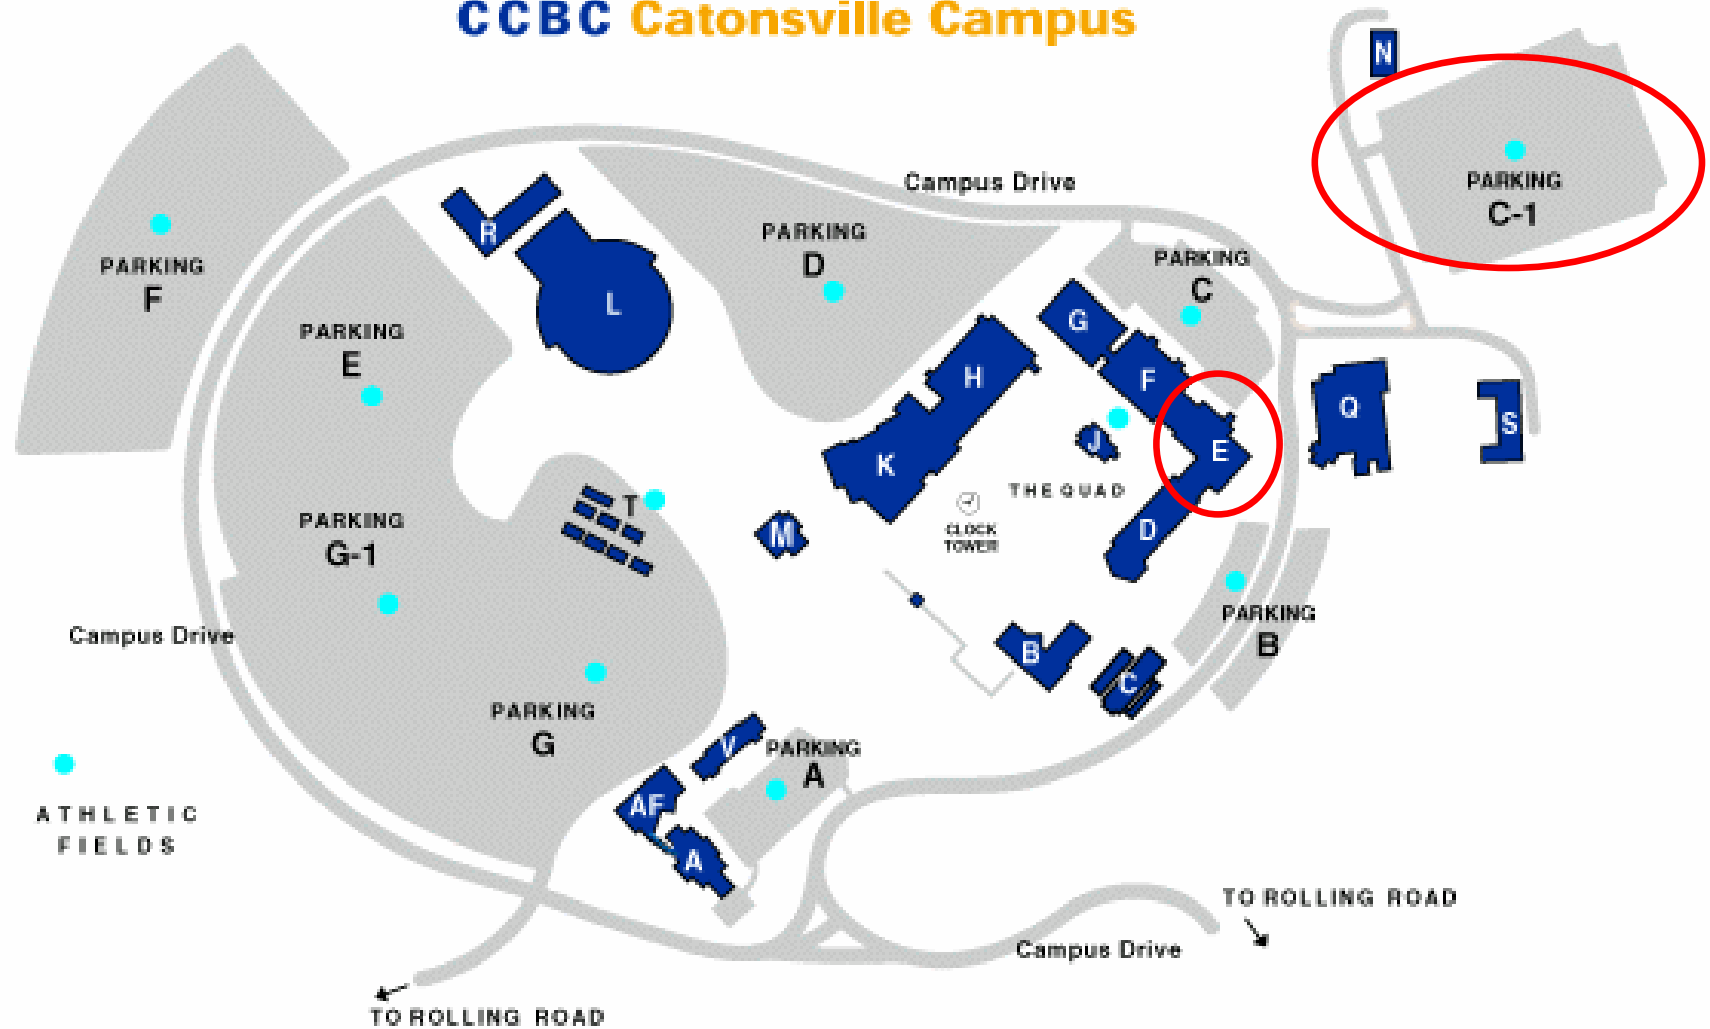 CCBC Catonsville Campus
N
PARKING
C-1
Campus Drive
R
L
PARKING
D
PARKING
C
PARKING
F
PARKING
E
G
H
F
Q
S
J
E
K
THE QUAD
CLOCK
TOWER
D
T
M
PARKING
G-1
Campus Drive
PARKING
B
B
C
PARKING
G
V
PARKING
A
AF
A
ATHLETIC
FIELDS
TO ROLLING ROAD
Campus Drive
TO ROLLING ROAD